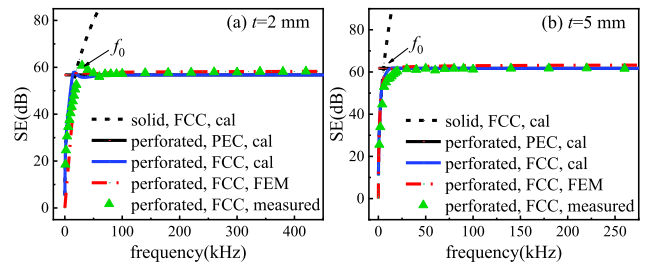 (a) t=2 mm
f0
SE(dB)
80
60
40
20
0
solid, FCC, cal
perforated, PEC, cal
perforated, FCC, cal
perforated, FCC, FEM
perforated, FCC, measured
0 100 200 300 400
frequency(kHz)
(b) t=5 mm
f0
SE(dB)
80
60
40
20
0
solid, FCC, cal
perforated, PEC, cal
perforated, FCC, cal
perforated, FCC, FEM
perforated, FCC, measured
0 50 100 150 200 250
frequency(kHz)